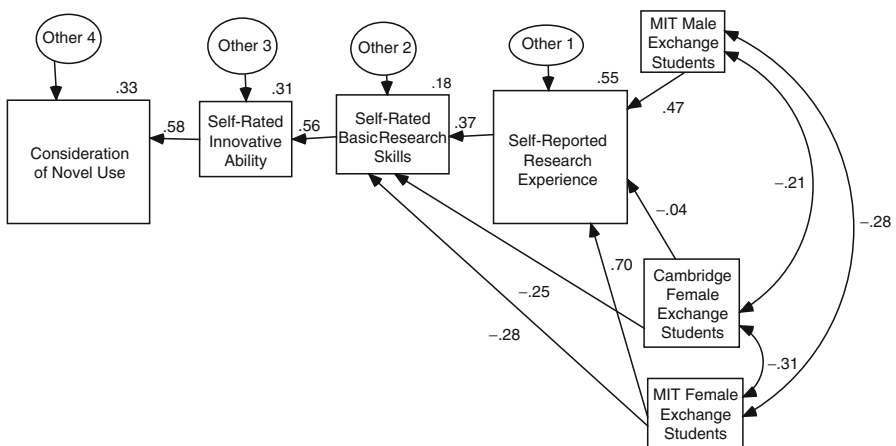 Other 4
Other 3
Other 2
Other 1
MIT Male
Exchange
Students
.33
.31
.18
.55
Consideration
of Novel Use
.58
Self-Rated
Innovative
Ability
.56
Self-Rated
Basic Research
Skills
.37
Self-Reported
Research
Experience
.47
–.21
–.28
–.04
.70
Cambridge
Female
Exchange
Students
–.25
–.28
–.31
MIT Female
Exchange
Students